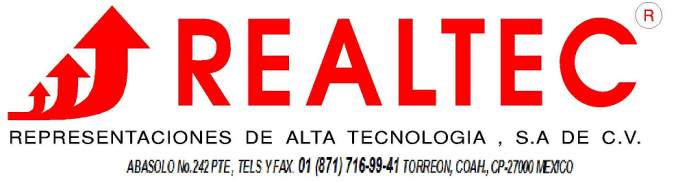 REALTEC ®
REPRESENTACIONES DE ALTA TECNOLOGIA , S.A DE C.V.
ABASOLO No.242 PTE , TELS Y FAX. 01 (871) 716-99-41 TORREON, COAH., CP-27000 MEXICO